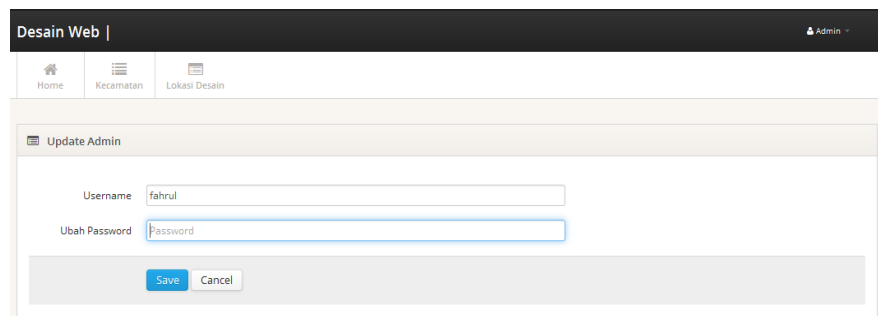 Desain Web |
Admin
Home Kecamatan Lokasi Desain
Update Admin
Username fahrul
Ubah Password Password
Save Cancel